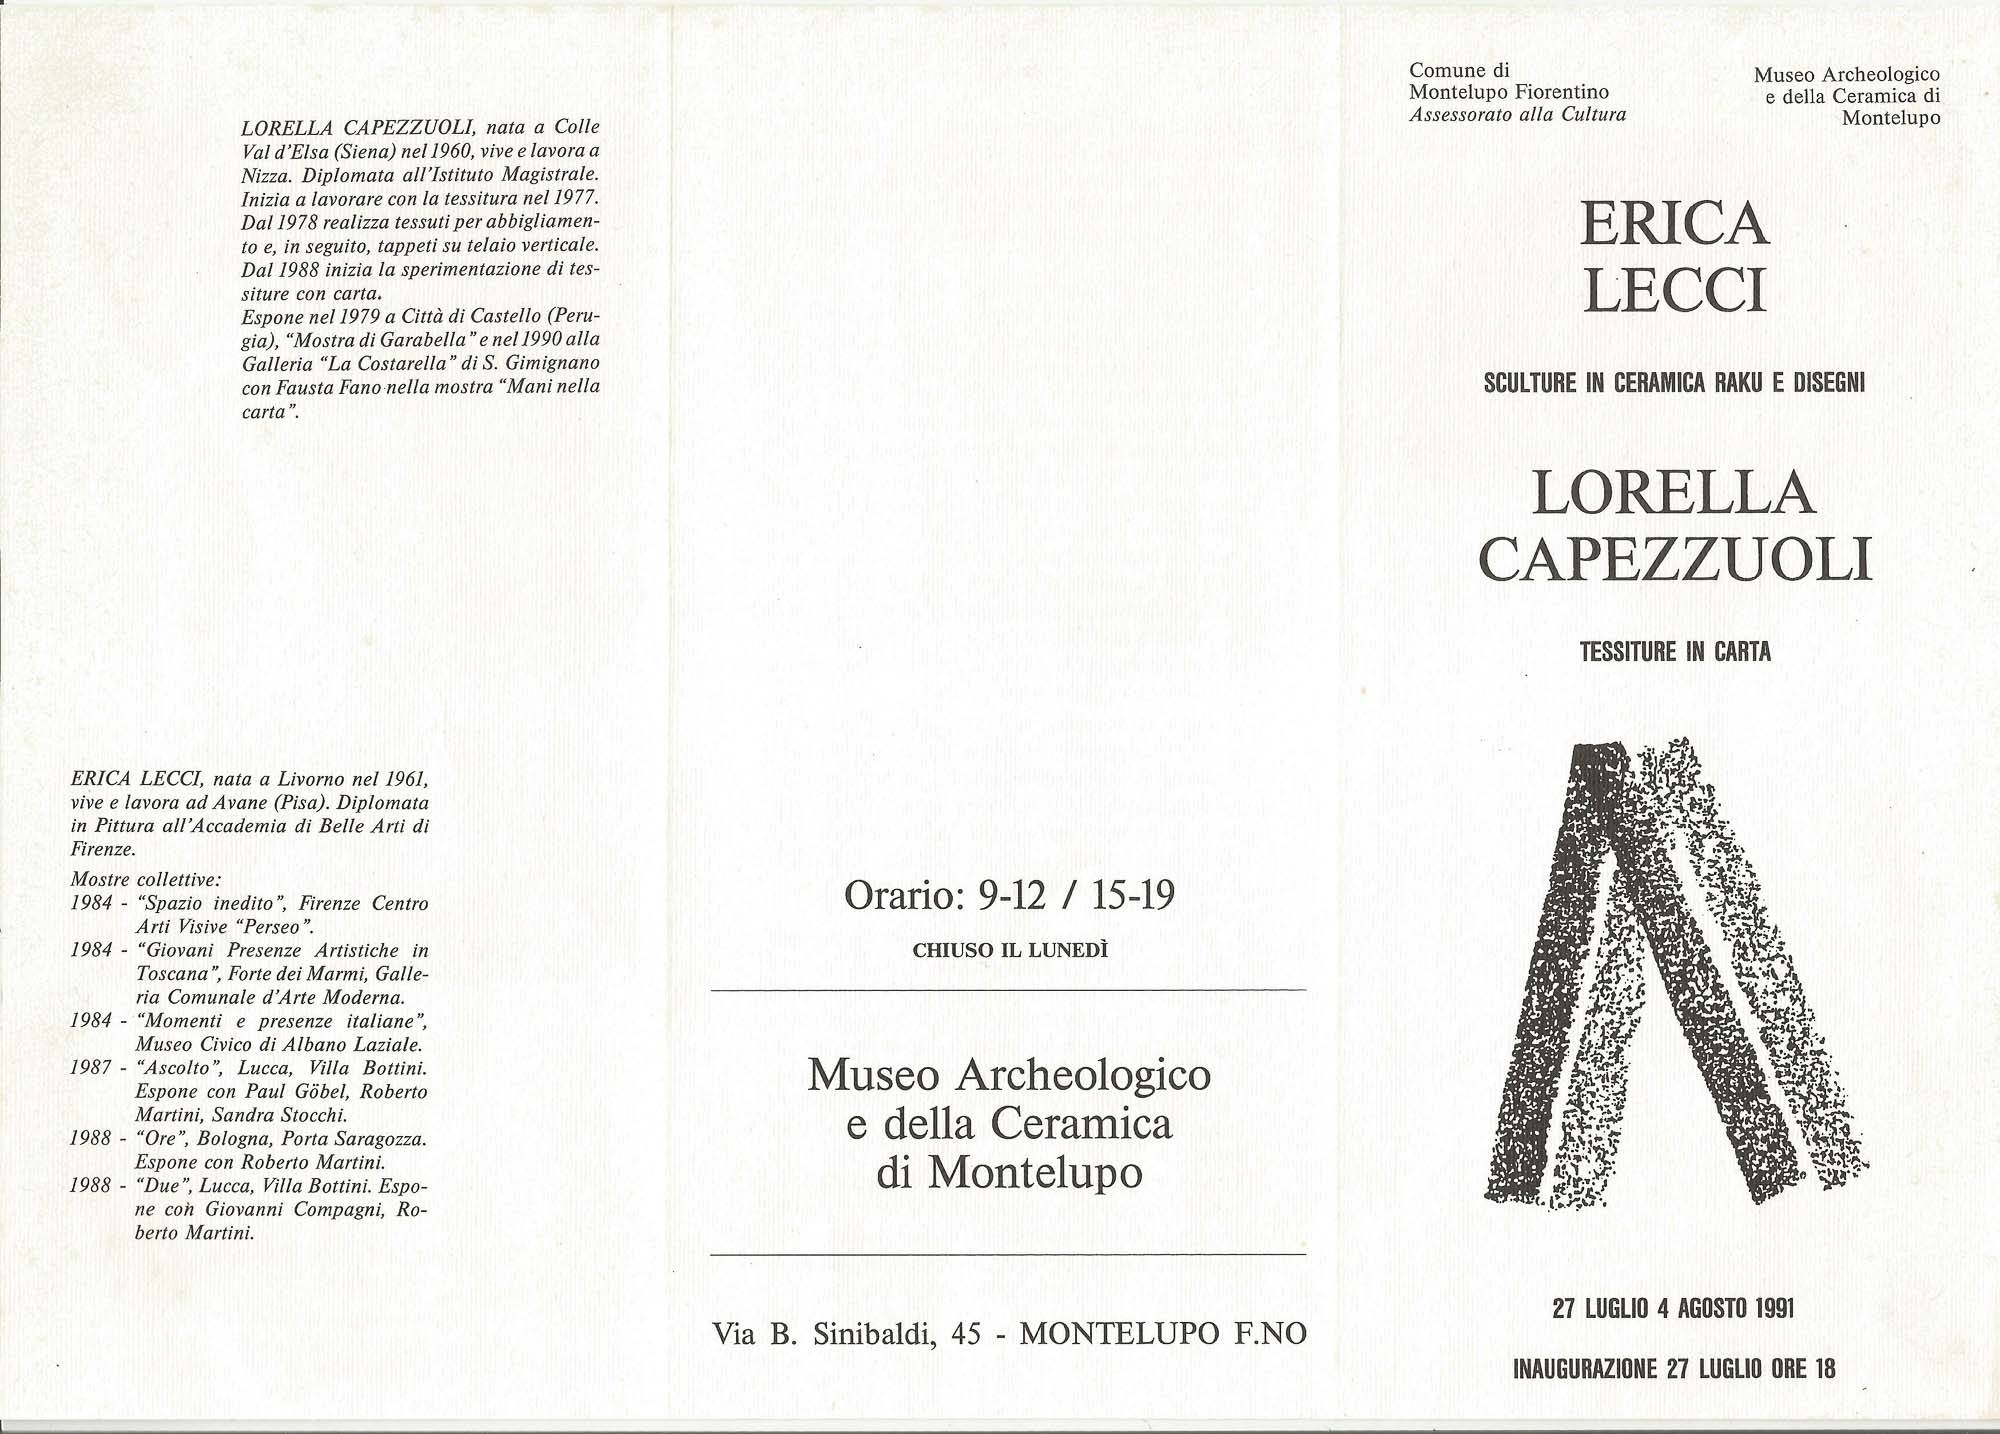 LORELLA CAPEZZUOLI, nata a Colle
Val d'Elsa (Siena) nel 1960, vive e lavora a
Nizza. Diplomata all'Istituto Magistrale.
Inizia a lavorare con la tessitura nel 1977.
Dal 1978 realizza tessuti per abbigliamen-
to e, in seguito, tappeti su telaio verticale.
Dal 1988 inizia la sperimentazione di tes-
siture con carta.
Espone nel 1979 a Città di Castello (Peru-
gia), “Mostra di Garabella” e nel 1990 alla
Galleria “La Costarella” di S. Gimignano
con Fausta Fano nella mostra “Mani nella
carta”.
ERICA LECCI, nata a Livorno nel 1961,
vive e lavora ad Avane (Pisa). Diplomata
in Pittura all'Accademia di Belle Arti di
Firenze.
Mostre collettive:
1984 - “Spazio inedito”, Firenze Centro
Arti Visive “Perseo”.
1984 - “Giovani Presenze Artistiche in
Toscana”, Forte dei Marmi, Galle-
ria Comunale d'Arte Moderna.
1984 - “Momenti e presenze italiane”,
Museo Civico di Albano Laziale.
1987 - “Ascolto”, Lucca, Villa Bottini.
Espone con Paul Göbel, Roberto
Martini, Sandra Stocchi.
1988 - “Ore”, Bologna, Porta Saragozza.
Espone con Roberto Martini.
1988 - “Due”, Lucca, Villa Bottini. Espo-
ne con Giovanni Compagni, Ro-
berto Martini.
Orario: 9-12 / 15-19
CHIUSO IL LUNEDÌ
Museo Archeologico
e della Ceramica
di Montelupo
Via B. Sinibaldi, 45 - MONTELUPO F.NO
Comune di
Montelupo Fiorentino
Assessorato alla Cultura
Museo Archeologico
e della Ceramica di
Montelupo
ERICA
LECCI
SCULTURE IN CERAMICA RAKU E DISEGNI
LORELLA
CAPEZZUOLI
TESSITURE IN CARTA
27 LUGLIO 4 AGOSTO 1991
INAUGURAZIONE 27 LUGLIO ORE 18